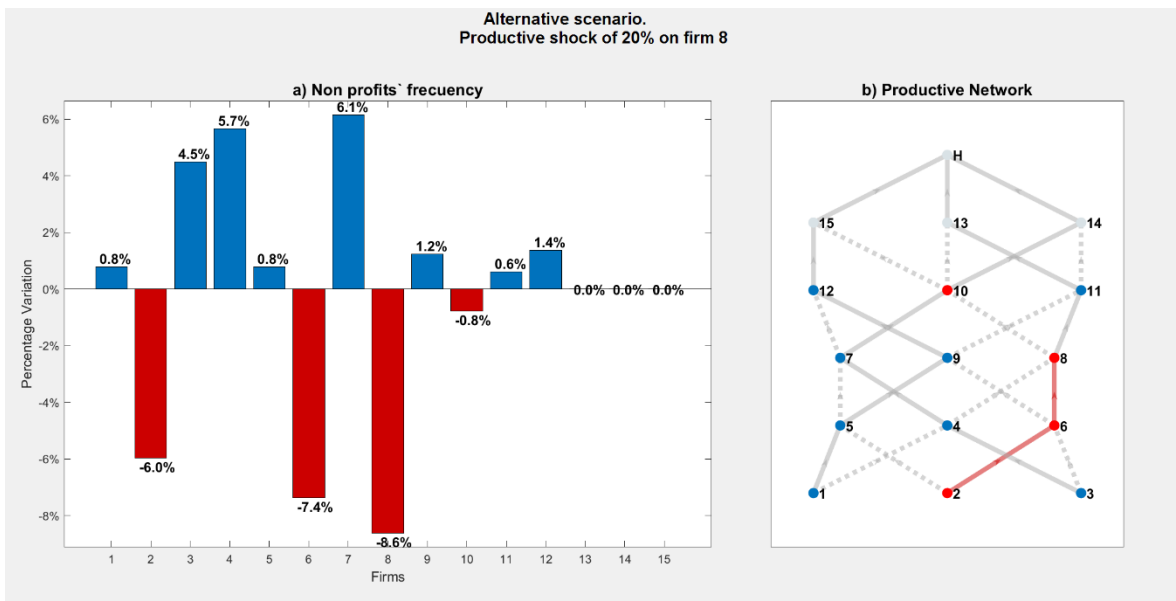 Alternative scenario.
Productive shock of 20% on firm 8
a) Non profits` frecuency
6%
4%
2%
0%
-2%
-4%
-6%
-8%
Percentage Variation
0.8%
-6.0%
4.5%
5.7%
0.8%
-7.4%
6.1%
-8.6%
1.2%
-0.8%
0.6%
1.4%
0.0% 0.0% 0.0%
1 2 3 4 5 6 7 8 9 10 11 12 13 14 15
Firms
b) Productive Network
H
15 13 14
12 10 11
7 9 8
5 4 6
1 2 3